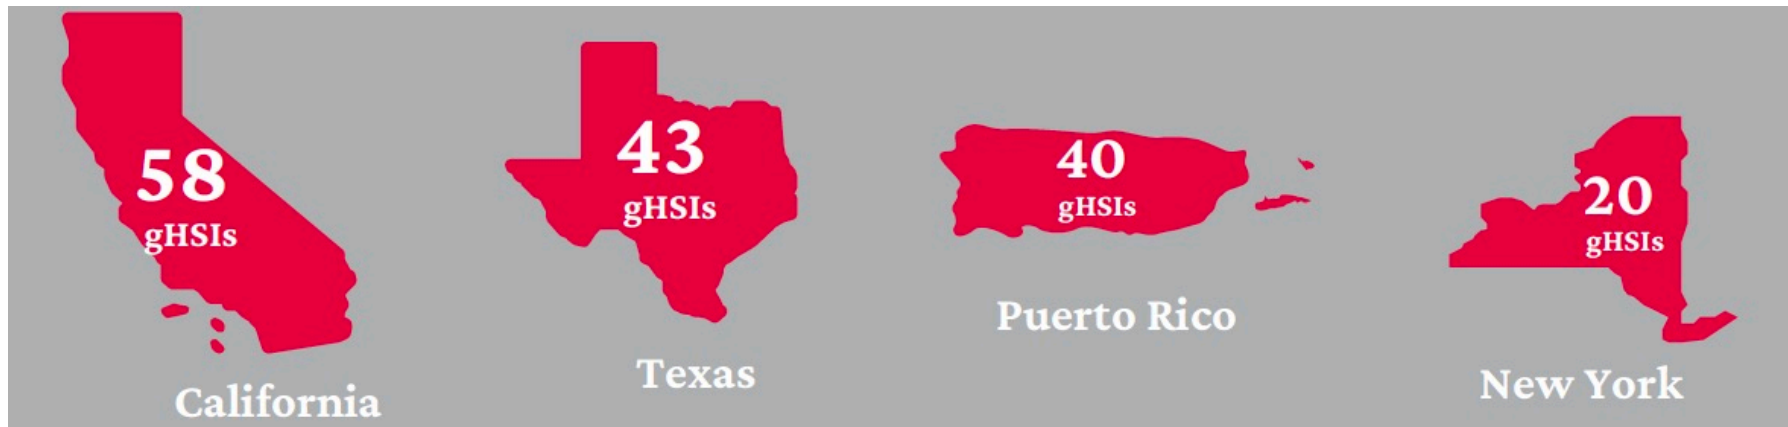 58
gHSIs
California
43
gHSIs
Texas
40
gHSIs
Puerto Rico
20
gHSIs
New York